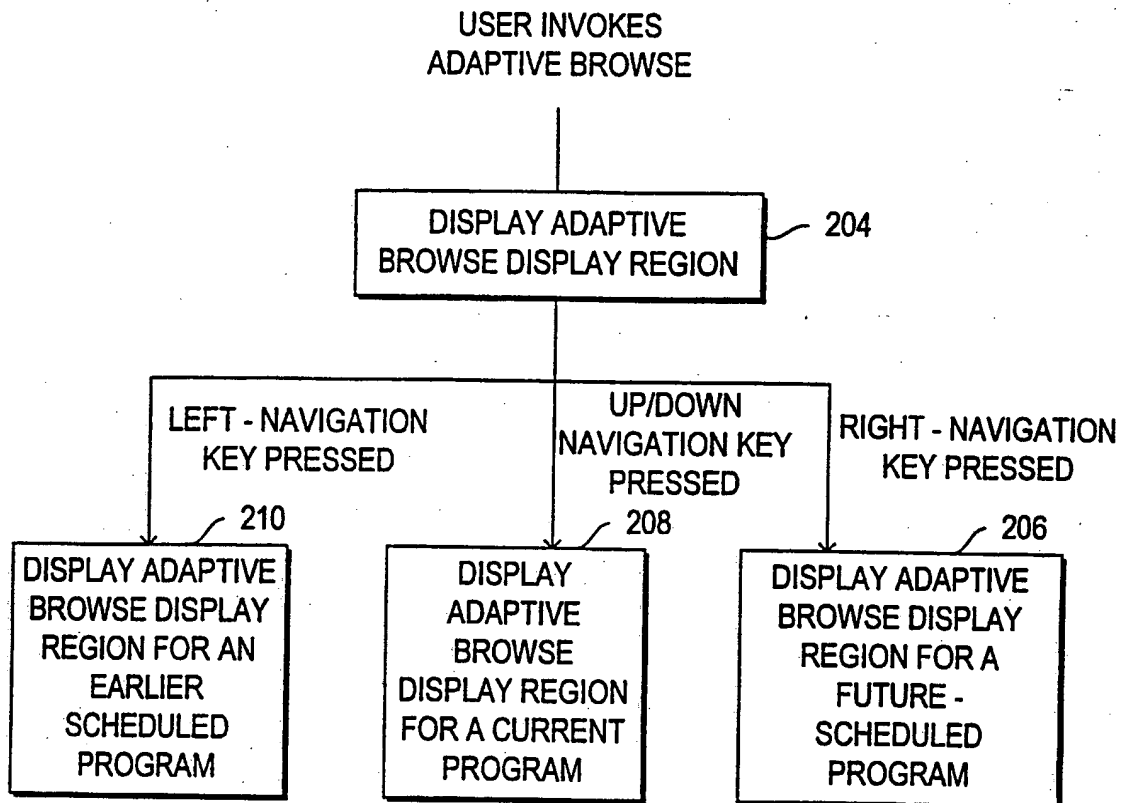 USER INVOKES
ADAPTIVE BROWSE
DISPLAY ADAPTIVE
BROWSE DISPLAY REGION
204
LEFT - NAVIGATION
KEY PRESSED
UP/DOWN
NAVIGATION KEY
PRESSED
RIGHT - NAVIGATION
KEY PRESSED
210
DISPLAY ADAPTIVE
BROWSE DISPLAY
REGION FOR AN
EARLIER
SCHEDULED
PROGRAM
208
DISPLAY
ADAPTIVE
BROWSE
DISPLAY REGION
FOR A CURRENT
PROGRAM
206
DISPLAY ADAPTIVE
BROWSE DISPLAY
REGION FOR A
FUTURE -
SCHEDULED
PROGRAM